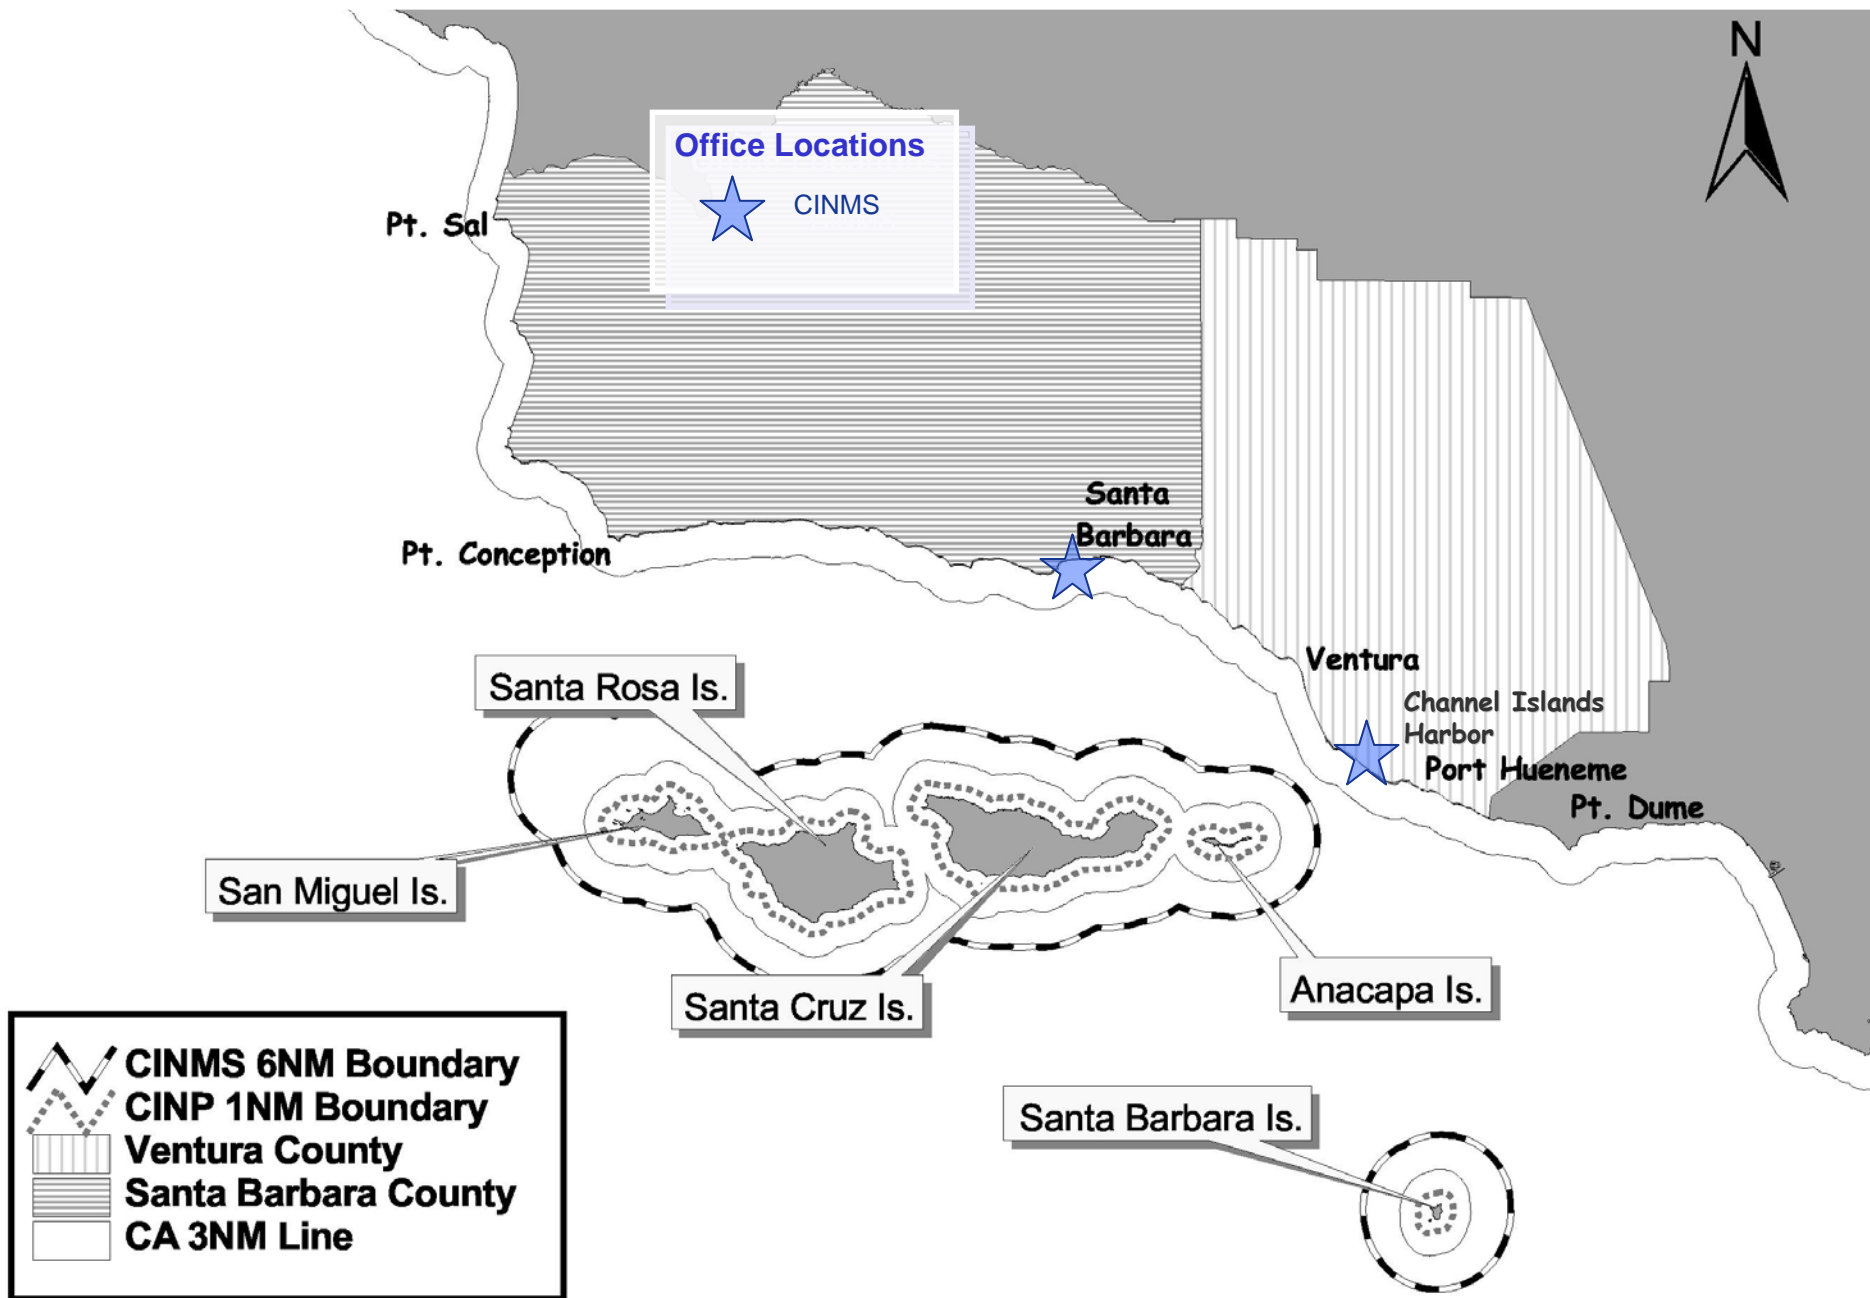 N
Office Locations
CINMS
Pt. Sal
Santa
Barbara
Pt. Conception
Ventura
Channel Islands
Harbor
Port Hueneme
Pt. Dume
Santa Rosa Is.
San Miguel Is.
Santa Cruz Is.
Anacapa Is.
Santa Barbara Is.
CINMS 6NM Boundary
CINP 1NM Boundary
Ventura County
Santa Barbara County
CA 3NM Line